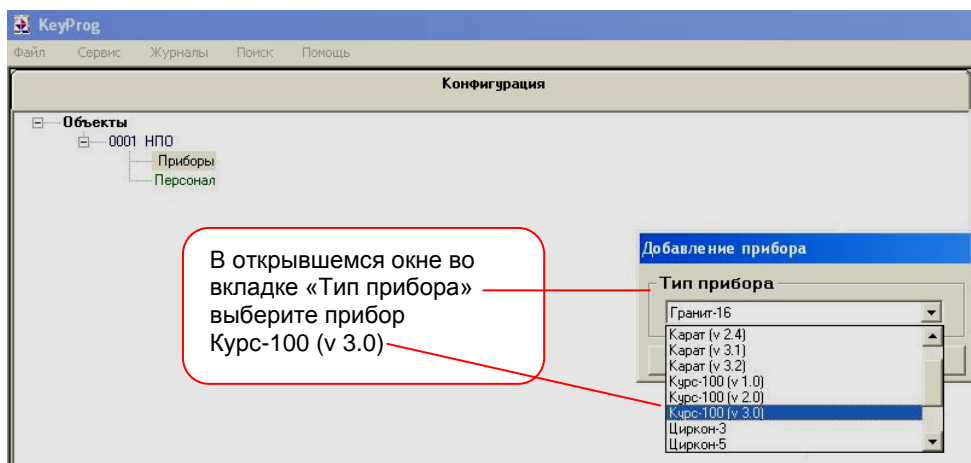 KeyProg
Файл Сервис Журналы Поиск Помощь
Конфигурация
Объекты
0001 НПО
Приборы
Персонал
В открывшемся окне во
вкладке «Тип прибора»
выберите прибор
Курс-100 (v 3.0)
Добавление прибора
Тип прибора
Гранит-16
Карат (v 2.4)
Карат (v 3.1)
Карат (v 3.2)
Курс-100 (v 1.0)
Курс-100 (v 2.0)
Курс-100 (v 3.0)
Циркон-3
Циркон-5